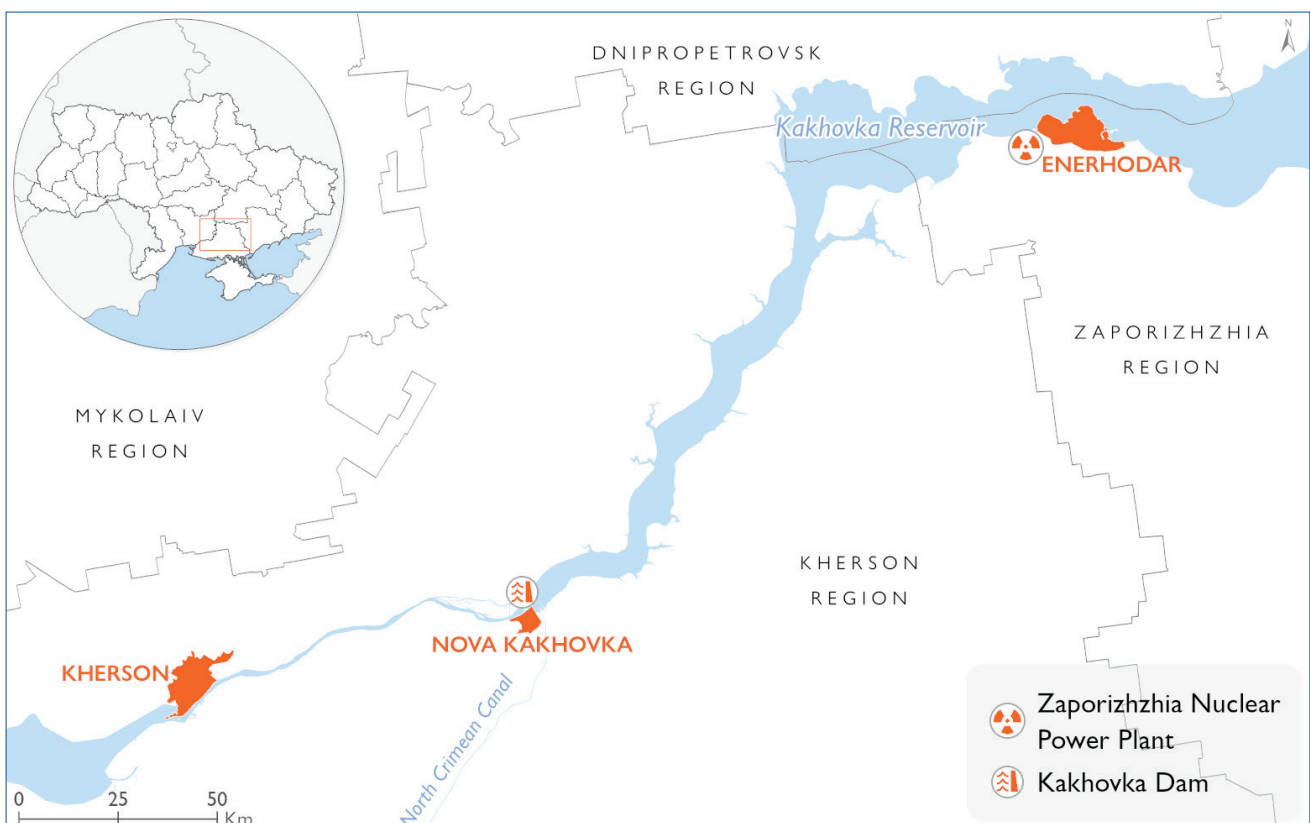 N
DNIPROPETROVSK
REGION
Kakhovka Reservoir
ENERHODAR
ZAPORIZHZHIA
REGION
MYKOLAIV
REGION
KHERSON
REGION
NOVA KAKHOVKA
KHERSON
North Crimean Canal
Zaporizhzhia Nuclear
Power Plant
Kakhovka Dam
0 25 50
Km